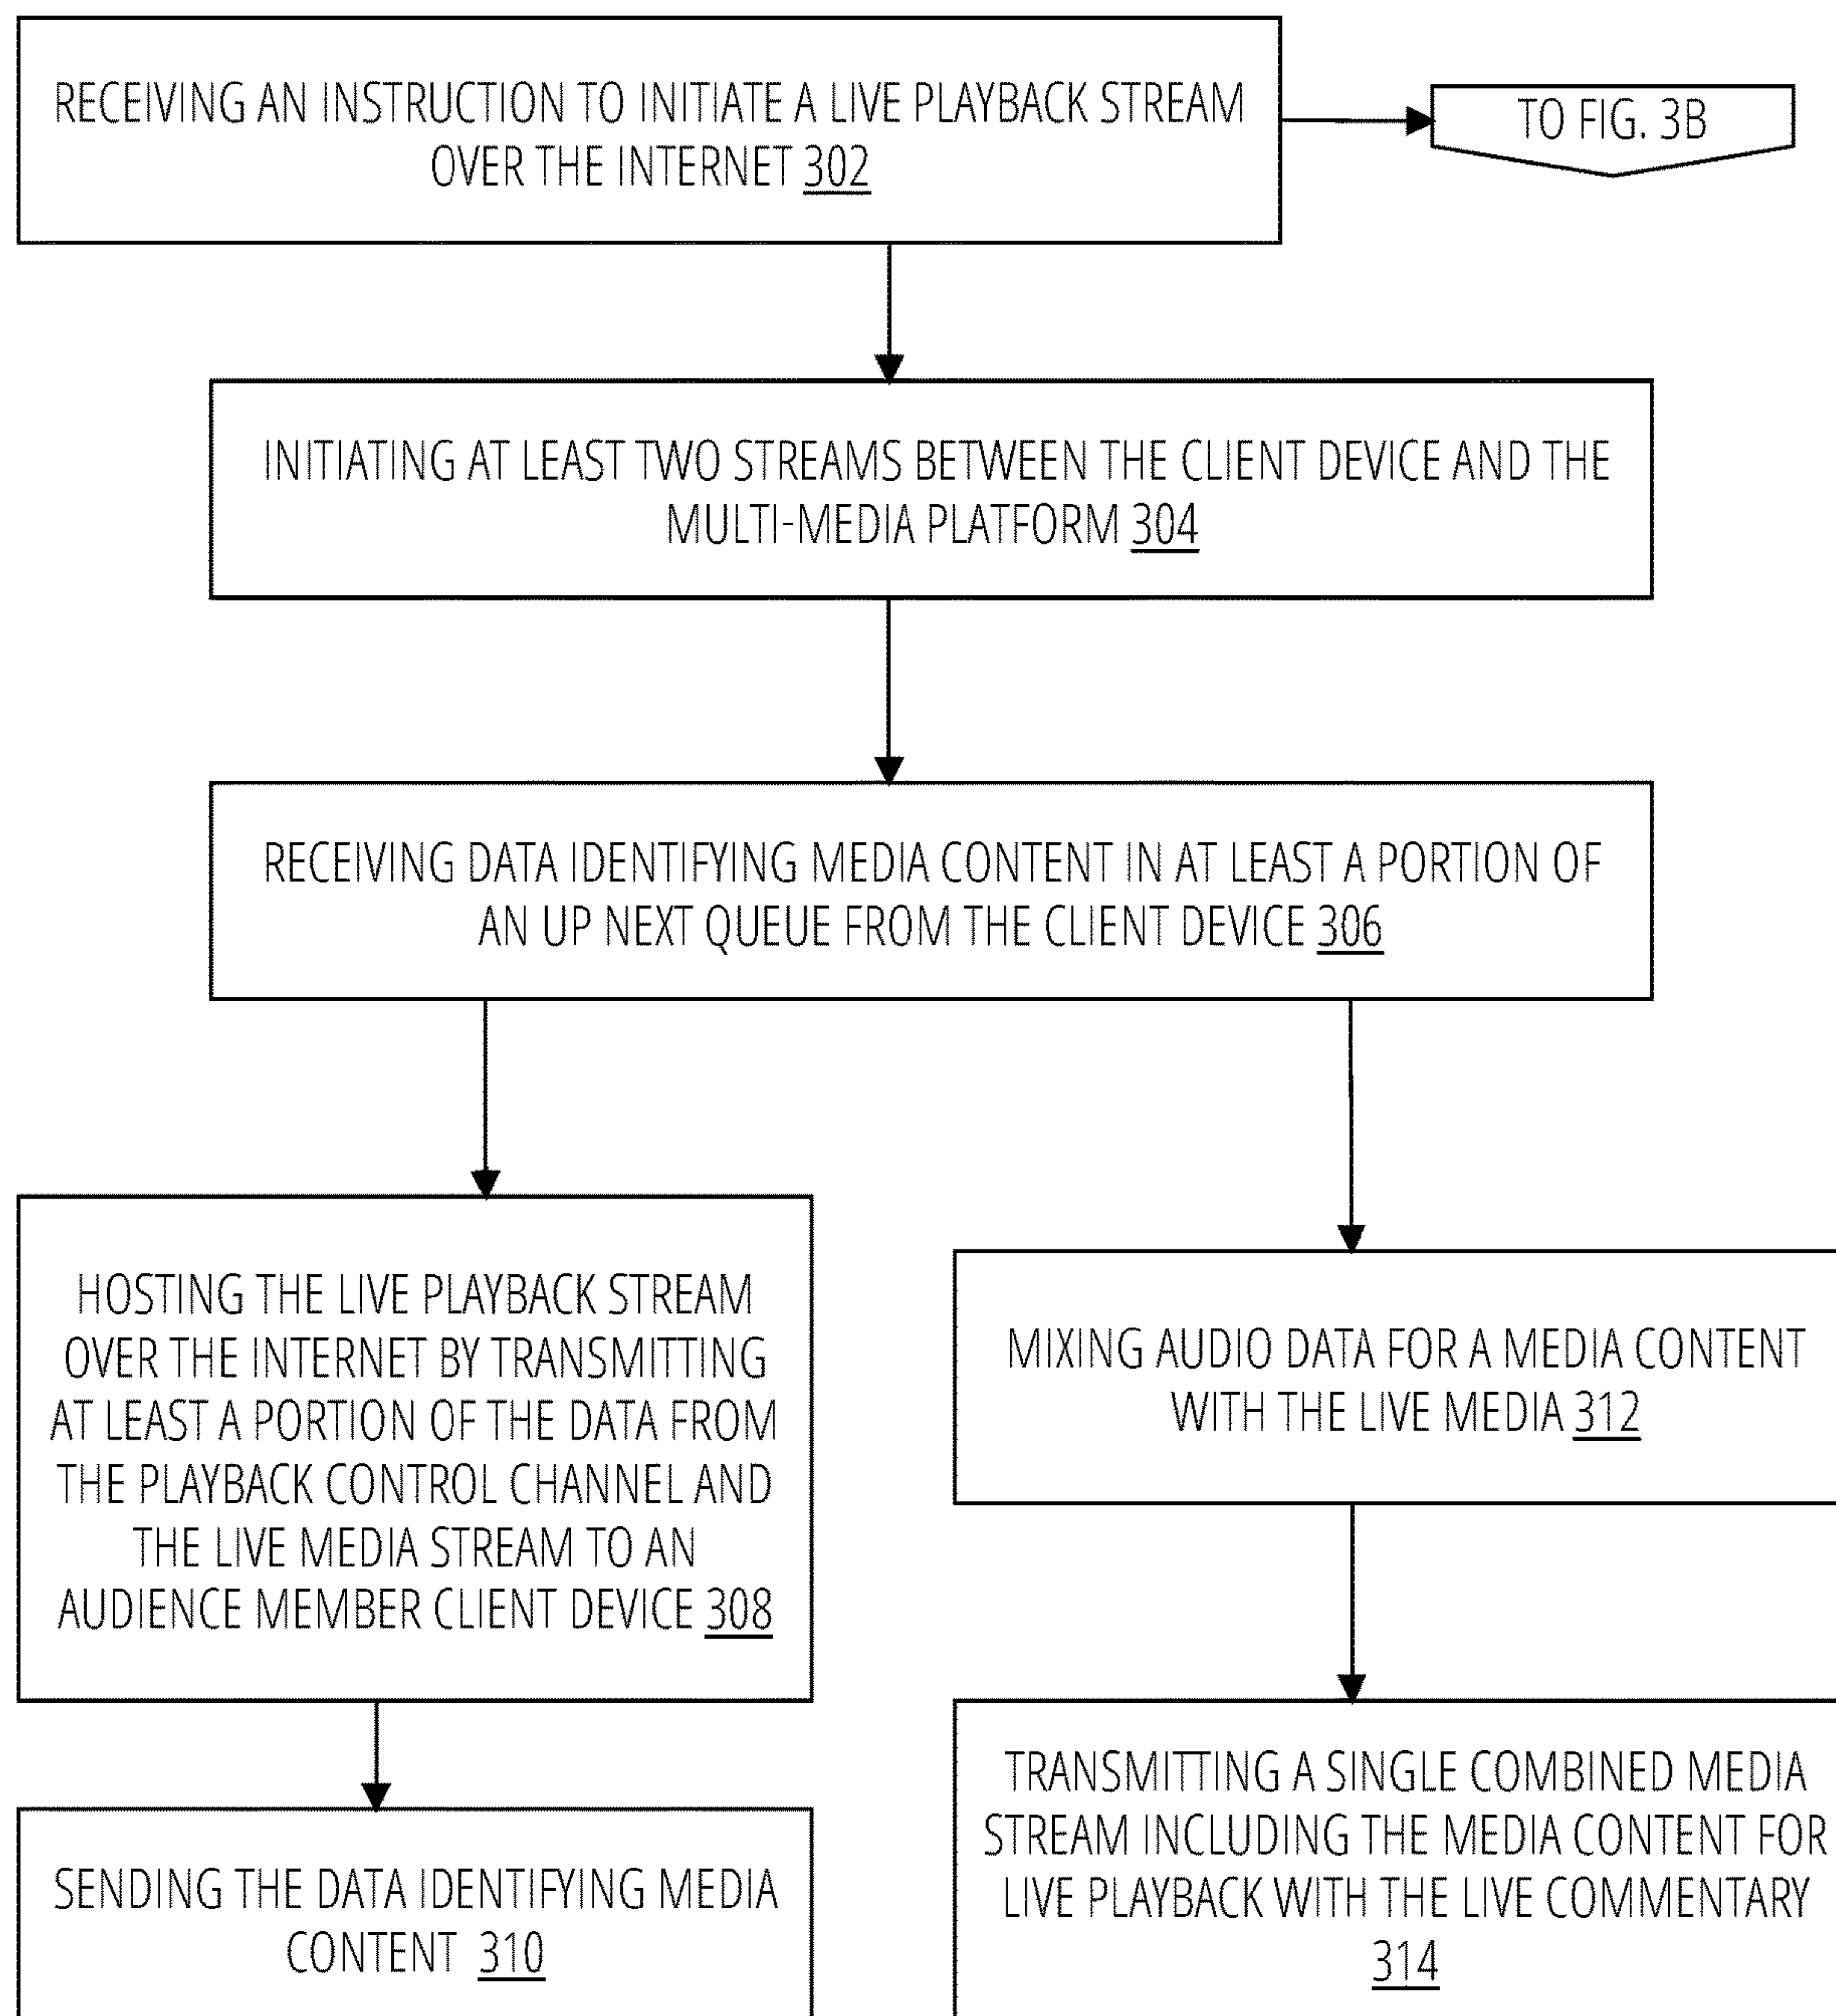 RECEIVING AN INSTRUCTION TO INITIATE A LIVE PLAYBACK STREAM
OVER THE INTERNET 302
TO FIG. 3B
INITIATING AT LEAST TWO STREAMS BETWEEN THE CLIENT DEVICE AND THE
MULTI-MEDIA PLATFORM 304
RECEIVING DATA IDENTIFYING MEDIA CONTENT IN AT LEAST A PORTION OF
AN UP NEXT QUEUE FROM THE CLIENT DEVICE 306
HOSTING THE LIVE PLAYBACK STREAM
OVER THE INTERNET BY TRANSMITTING
AT LEAST A PORTION OF THE DATA FROM
THE PLAYBACK CONTROL CHANNEL AND
THE LIVE MEDIA STREAM TO AN
AUDIENCE MEMBER CLIENT DEVICE 308
SENDING THE DATA IDENTIFYING MEDIA
CONTENT 310
MIXING AUDIO DATA FOR A MEDIA CONTENT
WITH THE LIVE MEDIA 312
TRANSMITTING A SINGLE COMBINED MEDIA
STREAM INCLUDING THE MEDIA CONTENT FOR
LIVE PLAYBACK WITH THE LIVE COMMENTARY
314